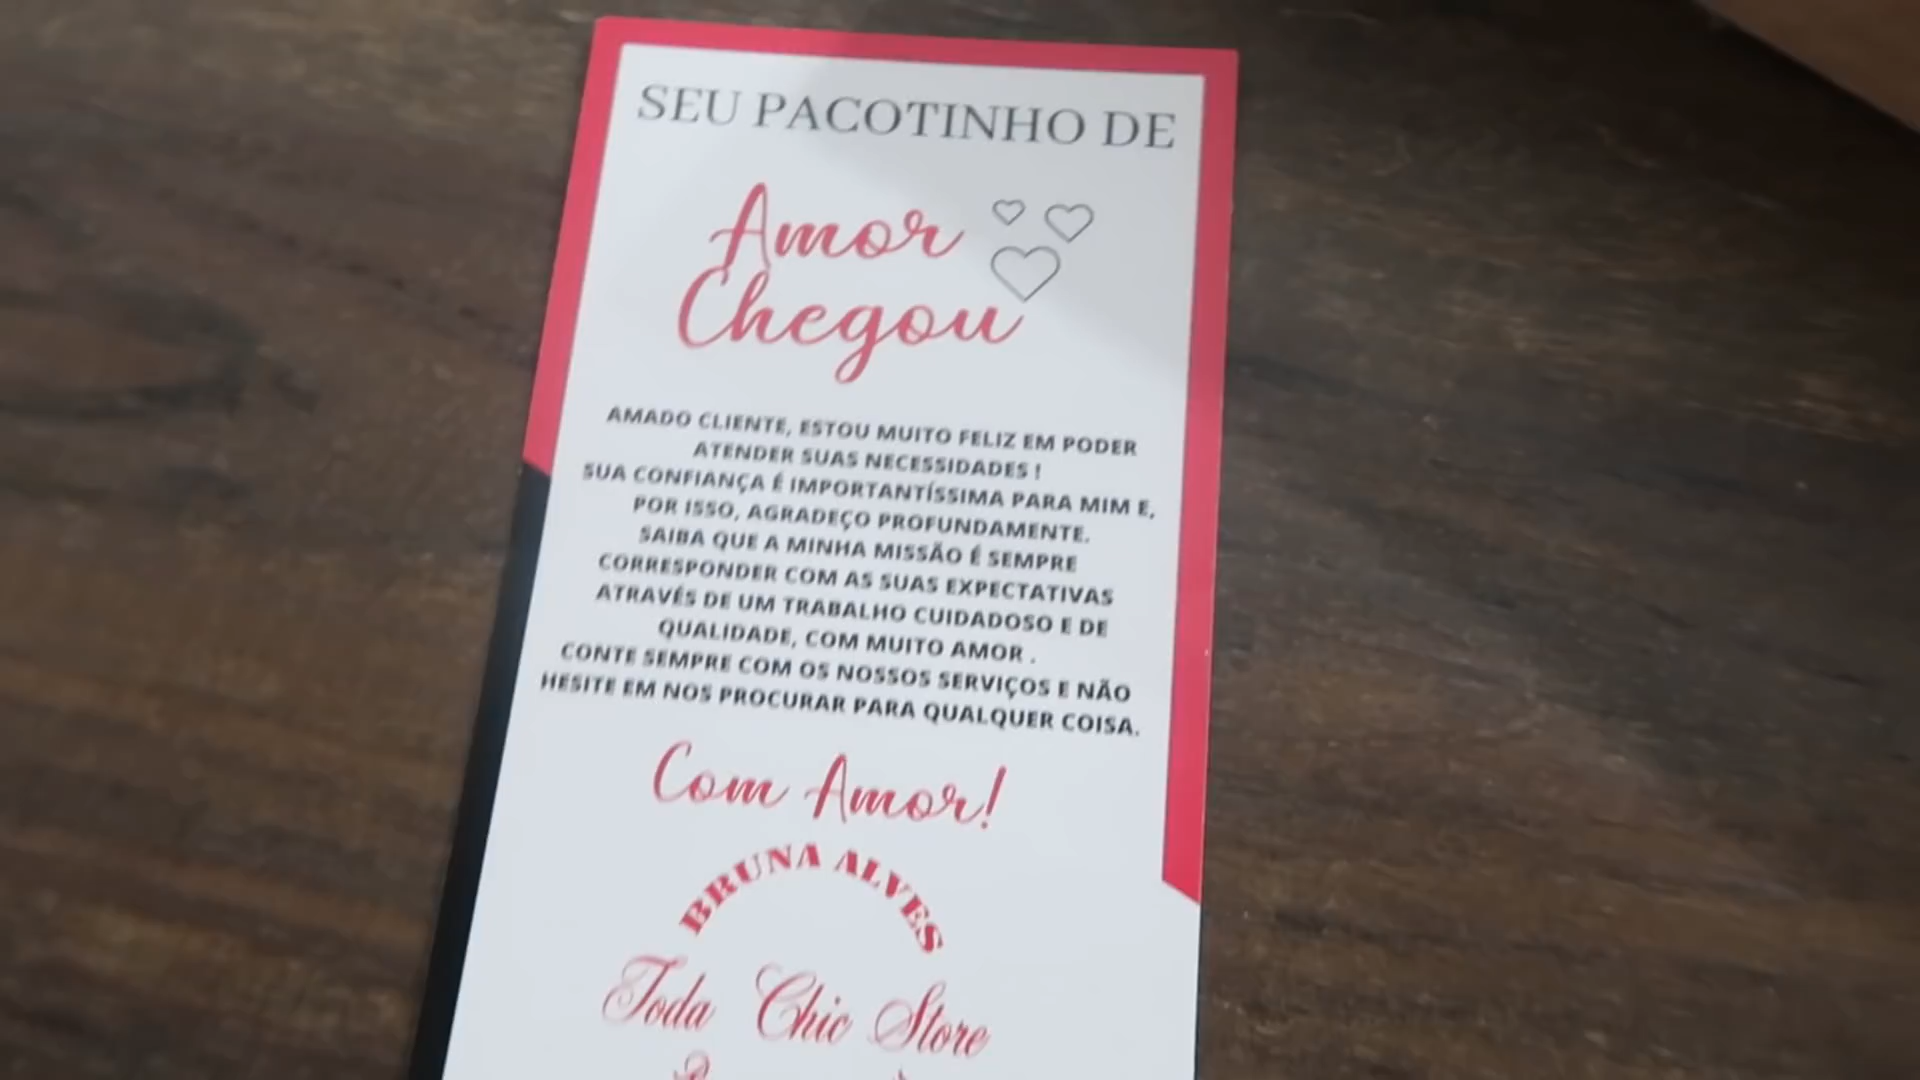 SEU PACOTINHO DE
Amor
Chegou
AMADO CLIENTE, ESTOU MUITO FELIZ EM PODER
ATENDER SUAS NECESSIDADES !
SUA CONFIANÇA É IMPORTANTÍSSIMA PARA MIM E,
POR ISSO, AGRADEÇO PROFUNDAMENTE.
SAIBA QUE A MINHA MISSÃO É SEMPRE
CORRESPONDER COM AS SUAS EXPECTATIVAS
ATRAVÉS DE UM TRABALHO CUIDADOSO E DE
QUALIDADE, COM MUITO AMOR .
CONTE SEMPRE COM OS NOSSOS SERVIÇOS E NÃO
HESITE EM NOS PROCURAR PARA QUALQUER COISA.
Com Amor!
BRUNA ALVES
Toda Chic Store